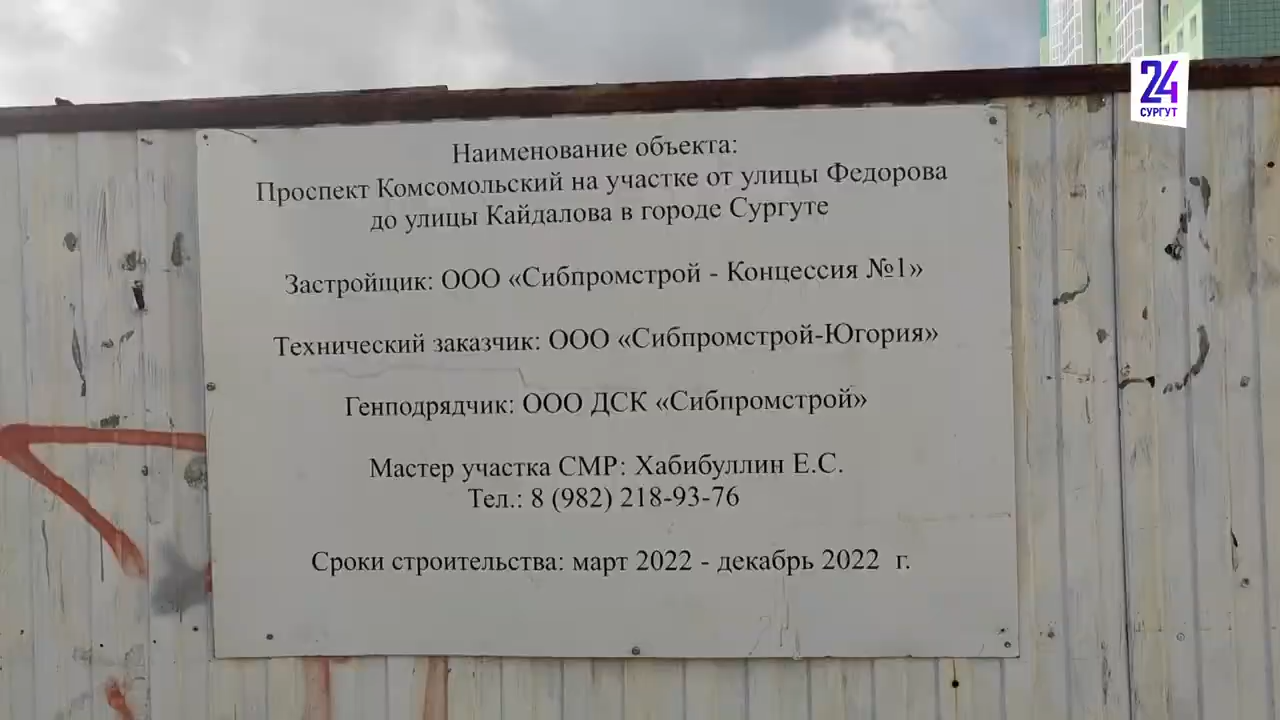 24
СУРГУТ
Наименование объекта:
Проспект Комсомольский на участке от улицы Федорова
до улицы Кайдалова в городе Сургуте
Застройщик: ООО «Сибпромстрой - Концессия №1»
Технический заказчик: ООО «Сибпромстрой-Югория»
Генподрядчик: ООО ДСК «Сибпромстрой»
Мастер участка СМР: Хабибуллин Е.С.
Тел.: 8 (982) 218-93-76
Сроки строительства: март 2022 - декабрь 2022 г.